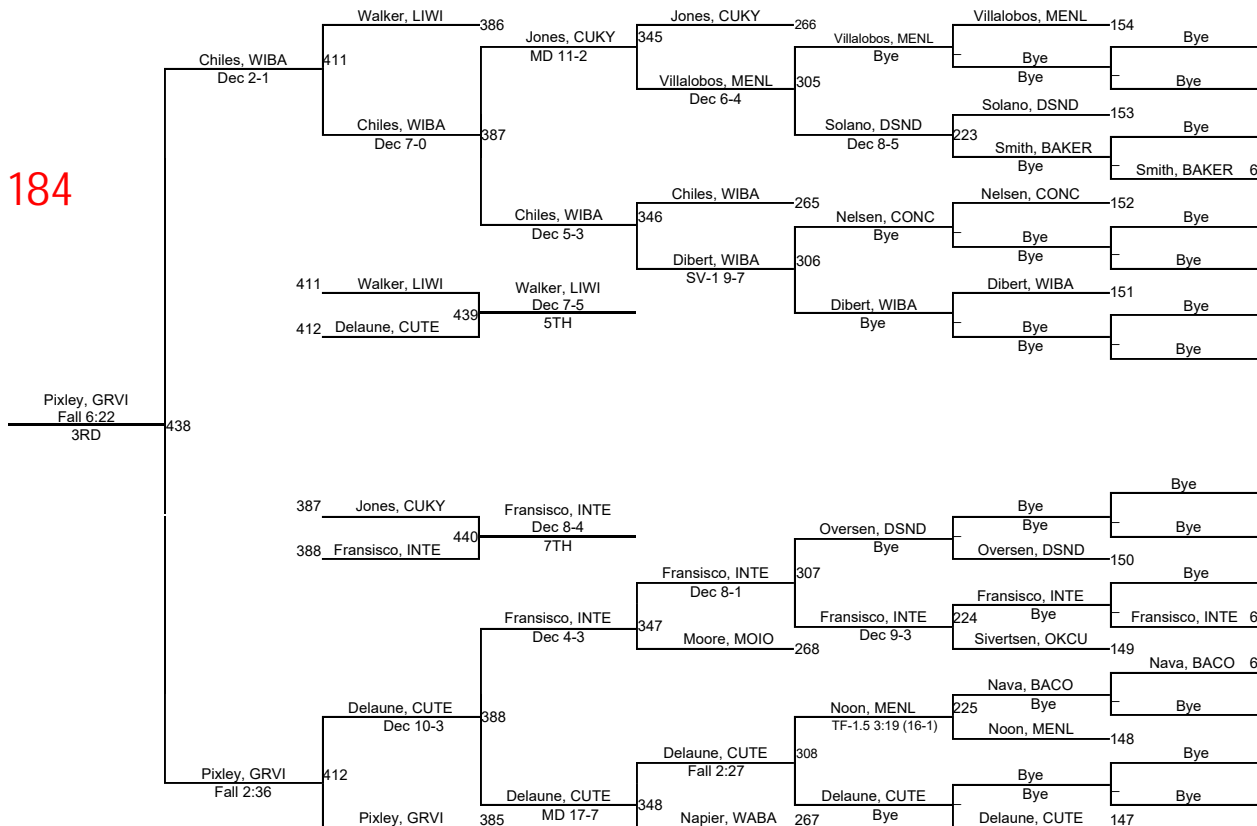 Walker, LIWI 386 Jones, CUKY 266 Villalobos, MENL 154
Jones, CUKY 345 Villalobos, MENL Bye
MD 11-2 Bye
Chiles, WIBA 411 Bye
Dec 2-1 Bye
Villalobos, MENL 305 Bye
Dec 6-4
Solano, DSND 153
Chiles, WIBA 387 Solano, DSND 223 Bye
Dec 7-0 Dec 8-5
Smith, BAKER
Bye Smith, BAKER 6
184
Chiles, WIBA 265 Nelsen, CONC 152
Chiles, WIBA 346 Nelsen, CONC Bye
Dec 5-3 Bye
Bye
Dibert, WIBA 306 Bye Bye
SV-1 9-7
411 Walker, LIWI Walker, LIWI Dibert, WIBA 151
439 Dec 7-5 Dibert, WIBA Bye
5TH Bye
412 Delaune, CUTE Bye
Bye Bye
Pixley, GRVI
Fall 6:22 438
3RD
387 Jones, CUKY Fransisco, INTE Bye
440 Dec 8-4 Bye
7TH Bye
Oversen, DSND Bye
Bye
388 Fransisco, INTE Oversen, DSND 150
Fransisco, INTE 307 Bye
Dec 8-1
Fransisco, INTE
Fransisco, INTE 347 Fransisco, INTE 224 Bye Fransisco, INTE 6
Dec 4-3 Dec 9-3
Moore, MOIO 268 Sivertsen, OKCU 149
Nava, BACO 6
Nava, BACO
Delaune, CUTE 388 Noon, MENL 225 Bye
Dec 10-3 TF-1.5 3:19 (16-1)
Bye
Noon, MENL 148
Delaune, CUTE 308 Bye
Fall 2:27
Pixley, GRVI 412 Bye
Fall 2:36 Bye
Delaune, CUTE 348 Delaune, CUTE Bye
MD 17-7 Bye
Pixley, GRVI 385 Napier, WABA 267 Delaune, CUTE 147